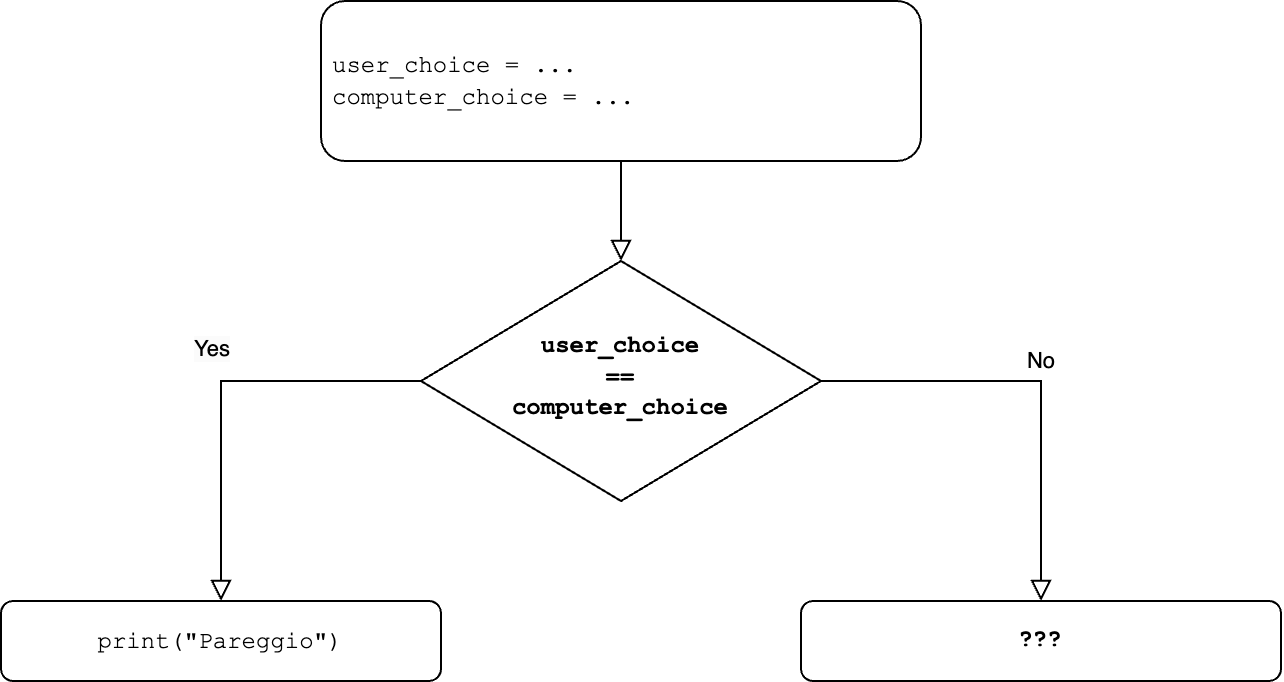 user_choice = ...
computer_choice = ...
user_choice
==
computer_choice
Yes
No
print("Pareggio")
???